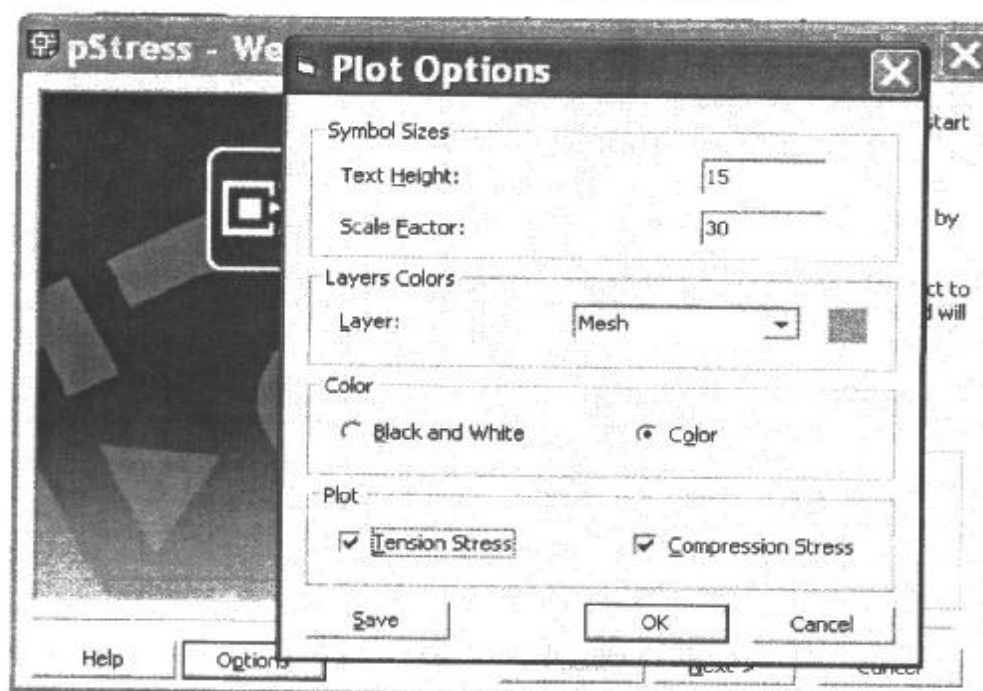 pStress - We
Plot Options
start
by
ct to
d will
Symbol Sizes
Text Height:
15
Scale Factor:
30
Layers Colors
Layer:
Mesh
Color
Black and White
Color
Plot
Tension Stress
Compression Stress
Save
OK
Cancel
Help
Options
Next >
Cancel